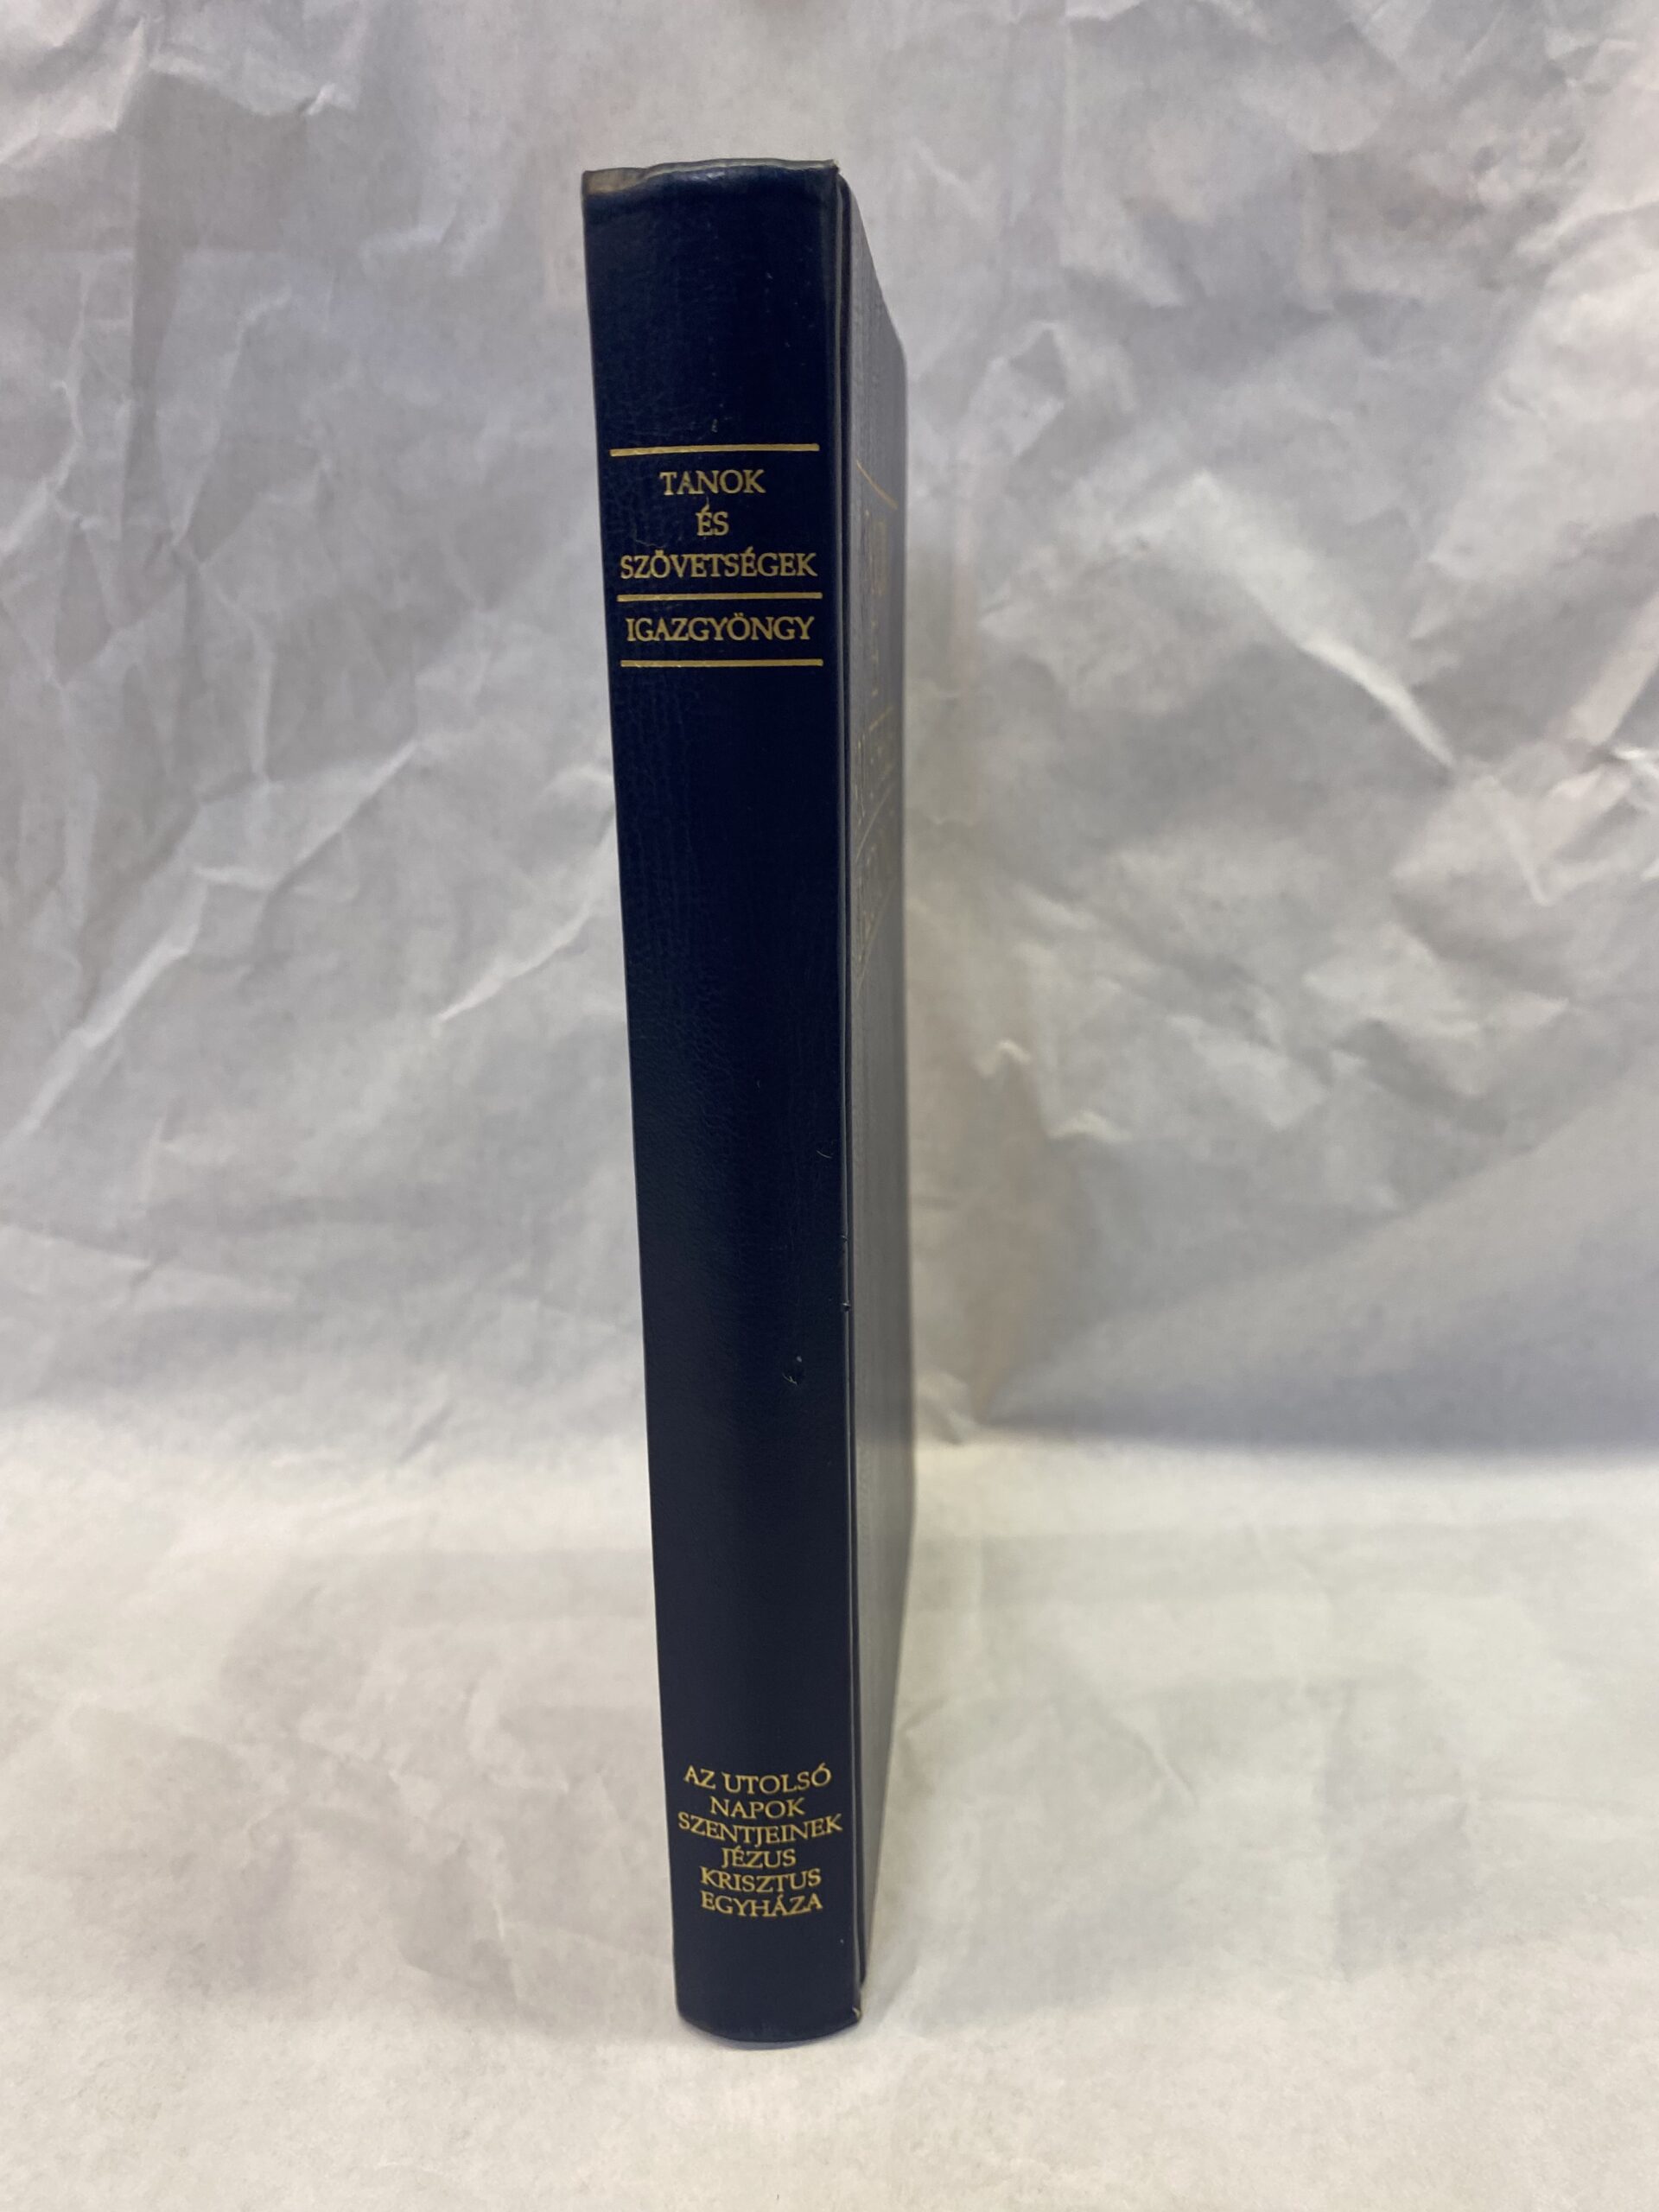 TANOK
ÉS
SZÖVETSÉGEK
IGAZGYÖNGY
AZ UTOLSÓ
NAPOK
SZENTJEINEK
JÉZUS
KRISZTUS
EGYHÁZA